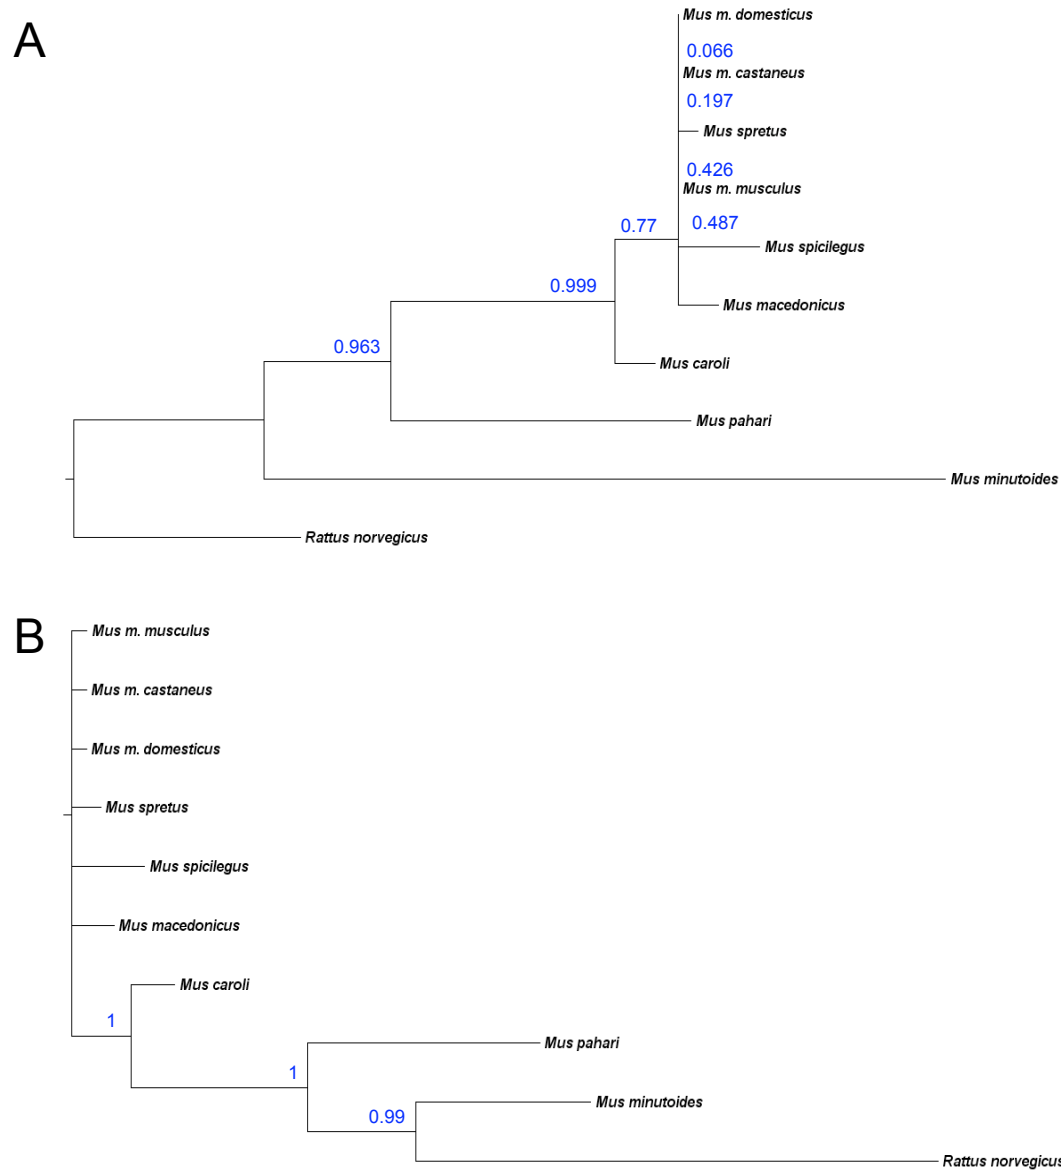 A
Mus m. domesticus
0.066
Mus m. castaneus
0.197
Mus spretus
0.426
Mus m. musculus
0.77
0.487
Mus spicilegus
0.999
Mus macedonicus
0.963
Mus caroli
Mus pahari
Mus minutoides
Rattus norvegicus
B
Mus m. musculus
Mus m. castaneus
Mus m. domesticus
Mus spretus
Mus spicilegus
Mus macedonicus
Mus caroli
1
Mus pahari
1
Mus minutoides
0.99
Rattus norvegicus